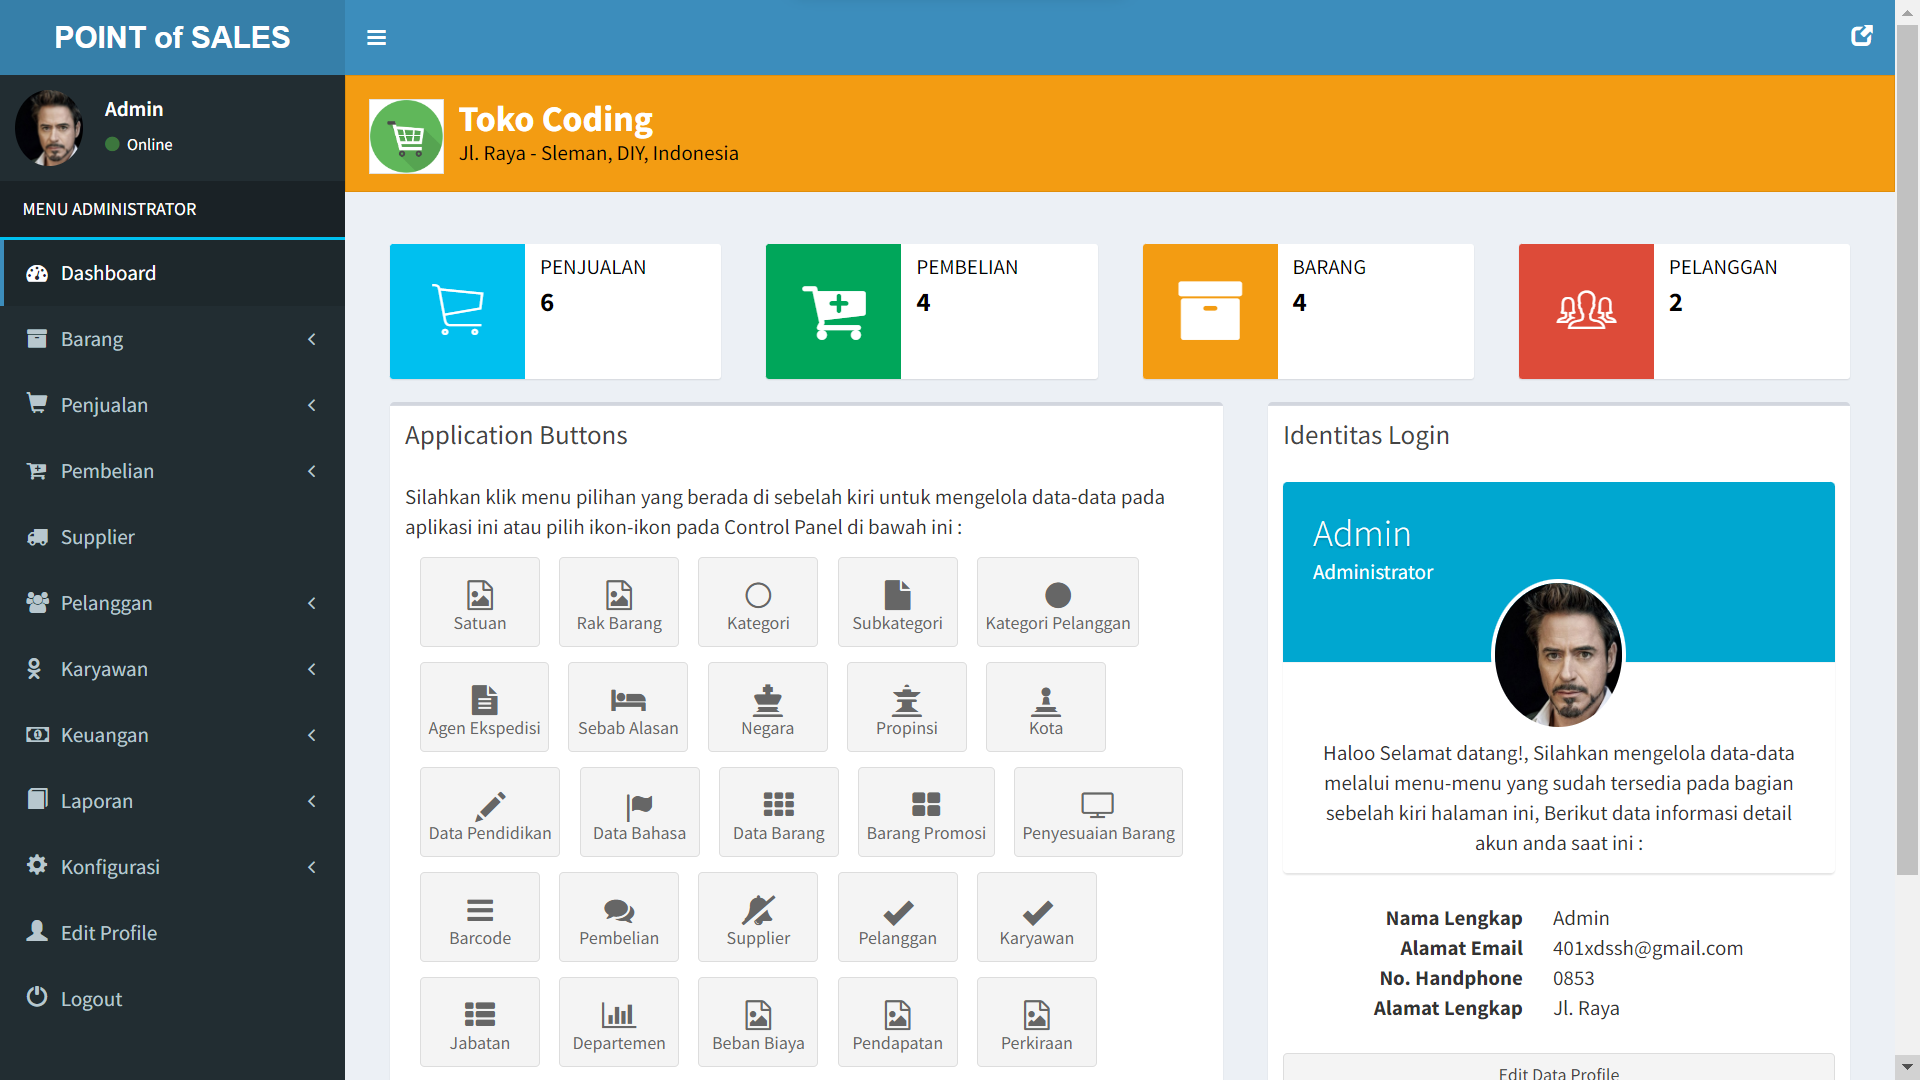 POINT of SALES
Admin
Online
MENU ADMINISTRATOR
Dashboard
Barang
Penjualan
Pembelian
Supplier
Pelanggan
Karyawan
Keuangan
Laporan
Konfigurasi
Edit Profile
Logout
Toko Coding
Jl. Raya - Sleman, DIY, Indonesia
PENJUALAN
6
PEMBELIAN
4
BARANG
4
PELANGGAN
2
Application Buttons
Silahkan klik menu pilihan yang berada di sebelah kiri untuk mengelola data-data pada
aplikasi ini atau pilih ikon-ikon pada Control Panel di bawah ini :
Satuan
Rak Barang
Kategori
Subkategori
Kategori Pelanggan
Agen Ekspedisi
Sebab Alasan
Negara
Propinsi
Kota
Data Pendidikan
Data Bahasa
Data Barang
Barang Promosi
Penyesuaian Barang
Barcode
Pembelian
Supplier
Pelanggan
Karyawan
Jabatan
Departemen
Beban Biaya
Pendapatan
Perkiraan
Identitas Login
Admin
Administrator
Haloo Selamat datang!, Silahkan mengelola data-data
melalui menu-menu yang sudah tersedia pada bagian
sebelah kiri halaman ini, Berikut data informasi detail
akun anda saat ini :
Nama Lengkap Admin
Alamat Email 401xdssh@gmail.com
No. Handphone 0853
Alamat Lengkap Jl. Raya
Edit Data Profile